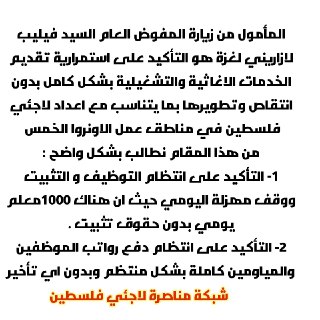 المأمول من زيارة المفوض العام السيد فيليب
لازاريني لغزة هو التأكيد على استمرارية تقديم
الخدمات الاغاثية والتشغيلية بشكل كامل بدون
انتقاص وتطويرها بما يتناسب مع اعداد لاجئي
فلسطين في مناطقف عمل الاونروا الخمس
من هذا المقام نطالب بشكل واضح :
1- التأكيد على انتظام التوظيف و التثبيت
ووقف مهزلة اليومي حيث ان هناك 1000معلم
يومي بدون حقوقف تثبيت .
2- التأكيد على انتظام دفع رواتب الموظفين
والمياومين كاملة بشكل منتظم وبدون اي تأخير
شبكة مناصرة لاجئي فلسطين